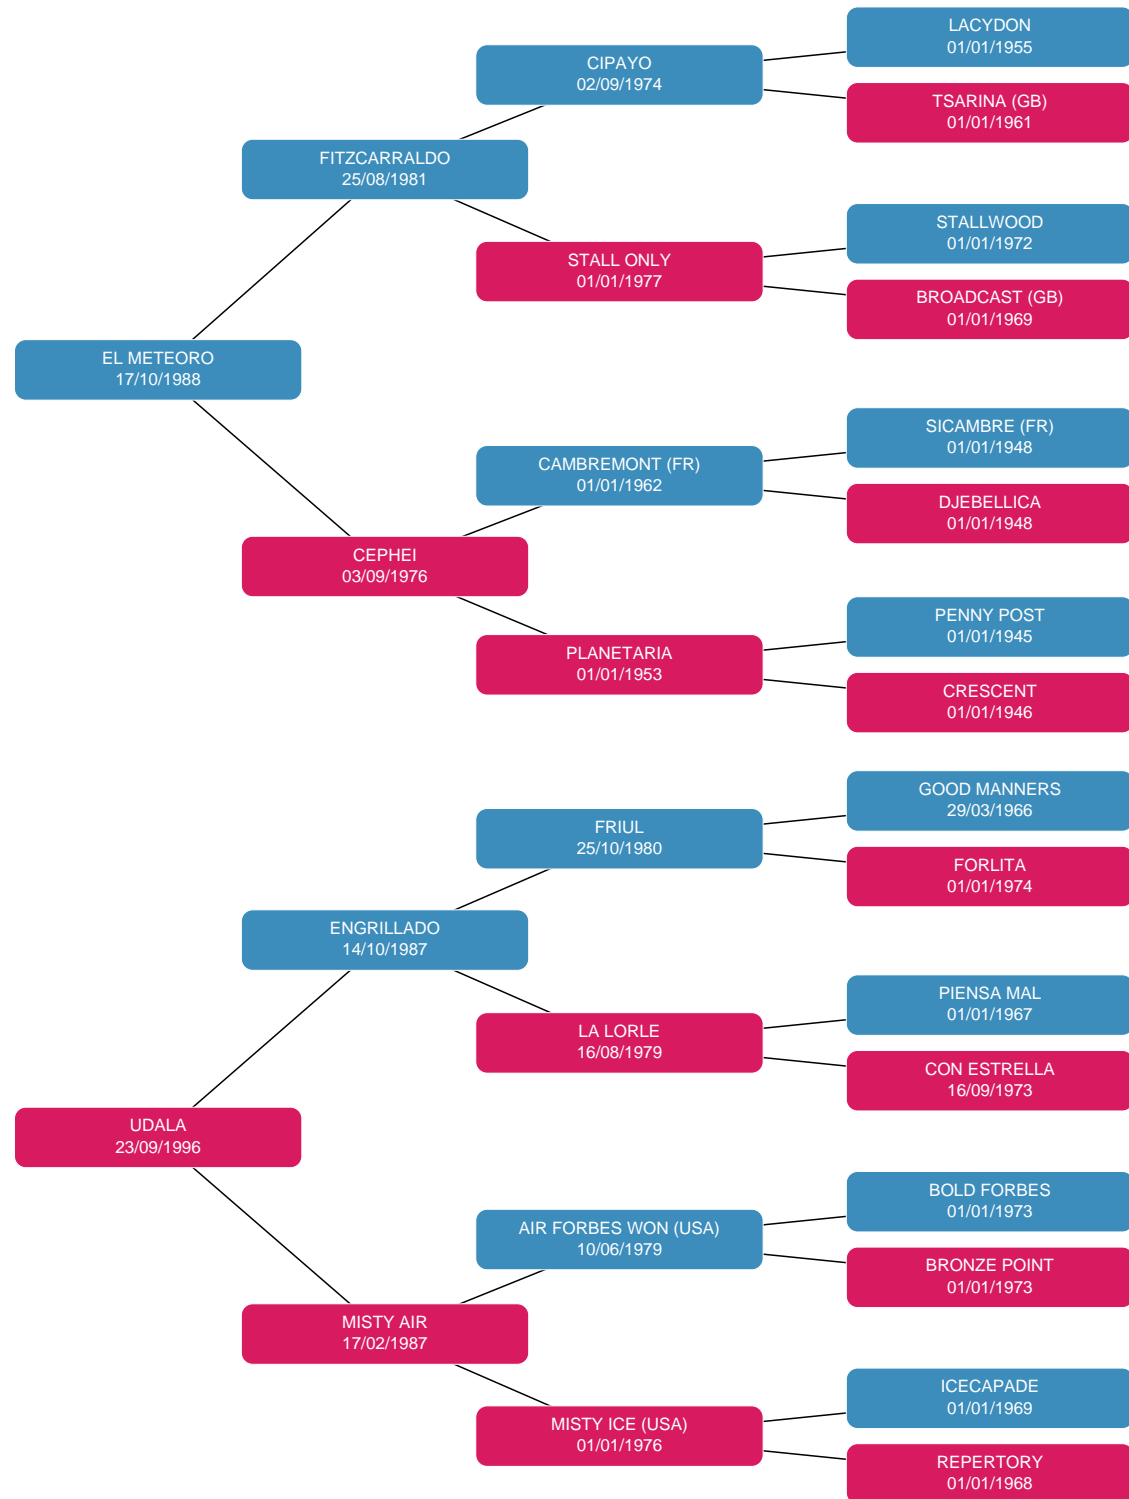 LACYDON
01/01/1955
CIPAYO
02/09/1974
TSARINA (GB)
01/01/1961
FITZCARRALDO
25/08/1981
STALLWOOD
01/01/1972
STALL ONLY
01/01/1977
BROADCAST (GB)
01/01/1969
EL METEORO
17/10/1988
SICAMBRE (FR)
01/01/1948
CAMBREMONT (FR)
01/01/1962
DJEBELLICA
01/01/1948
CEPHEI
03/09/1976
PENNY POST
01/01/1945
PLANETARIA
01/01/1953
CRESCENT
01/01/1946
GOOD MANNERS
29/03/1966
FRIUL
25/10/1980
FORLITA
01/01/1974
ENGRILLADO
14/10/1987
PIENSA MAL
01/01/1967
LA LORLE
16/08/1979
CON ESTRELLA
16/09/1973
UDALA
23/09/1996
BOLD FORBES
01/01/1973
AIR FORBES WON (USA)
10/06/1979
BRONZE POINT
01/01/1973
MISTY AIR
17/02/1987
ICECAPADE
01/01/1969
MISTY ICE (USA)
01/01/1976
REPERTORY
01/01/1968